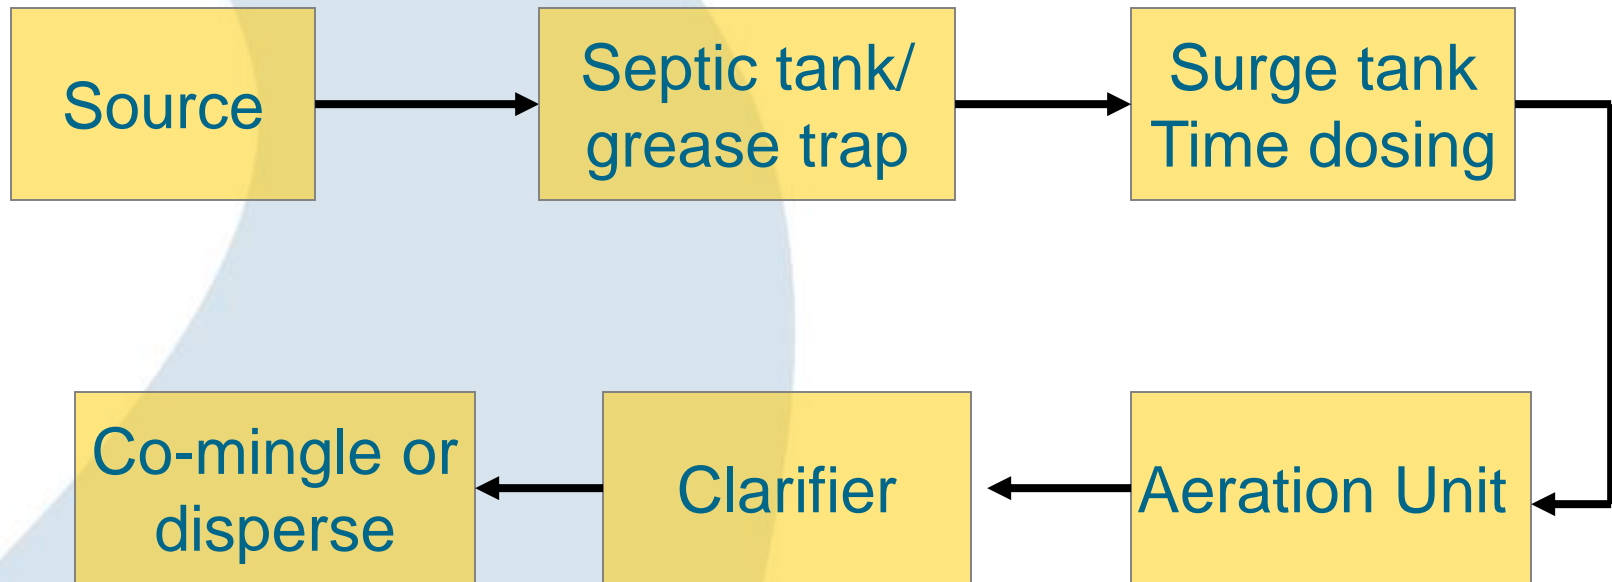 Source
Septic tank/
grease trap
Surge tank
Time dosing
Co-mingle or
disperse
Clarifier
Aeration Unit